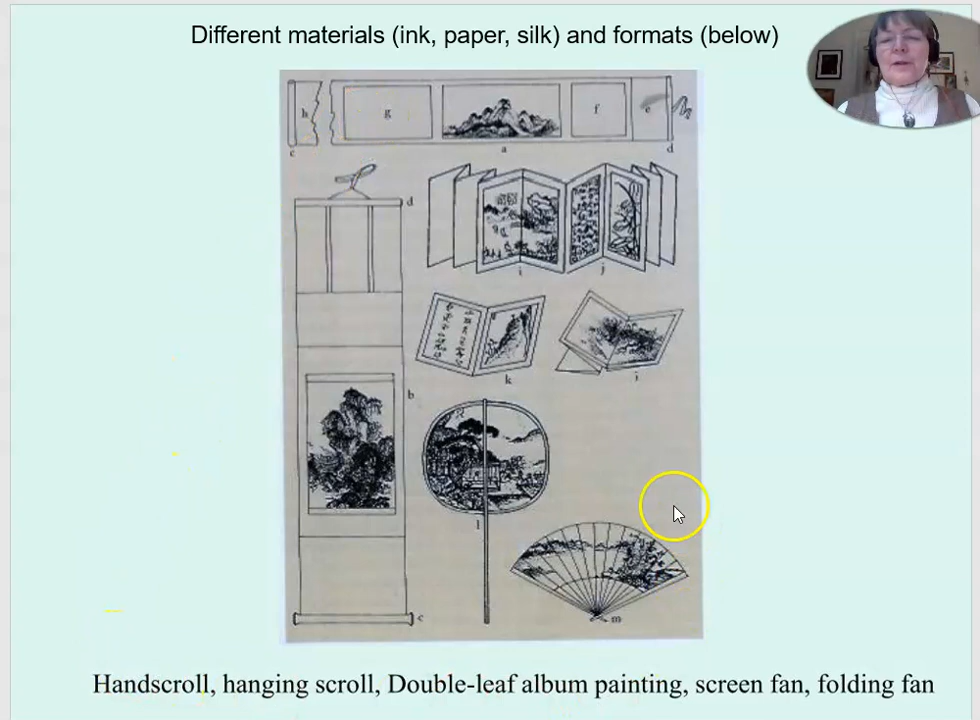 Different materials (ink, paper, silk) and formats (below)
h
g
f
e
c
a
d
d
i
j
k
i
b
l
c
m
Handscroll, hanging scroll, Double-leaf album painting, screen fan, folding fan